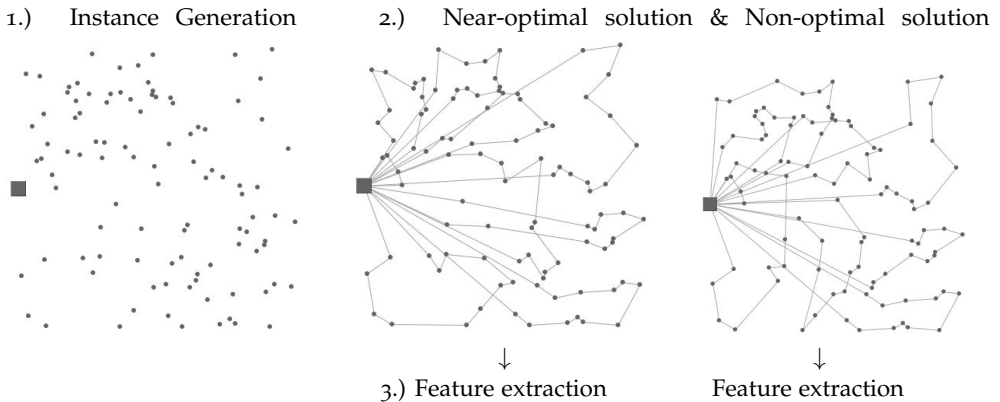 1.) Instance Generation
2.) Near-optimal solution & Non-optimal solution
↓ ↓
3.) Feature extraction Feature extraction